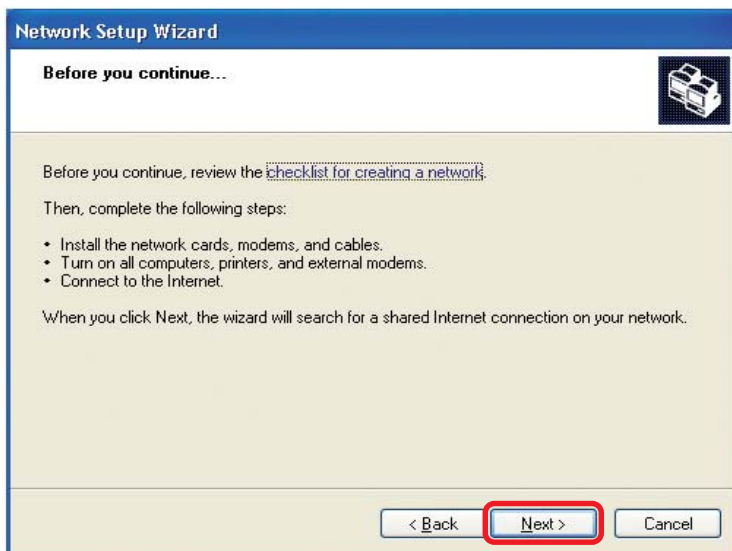 Network Setup Wizard
Before you continue...
Before you continue, review the checklist for creating a network.
Then, complete the following steps:
• Install the network cards, modems, and cables.
• Turn on all computers, printers, and external modems.
• Connect to the Internet.
When you click Next, the wizard will search for a shared Internet connection on your network.
< Back
Next >
Cancel